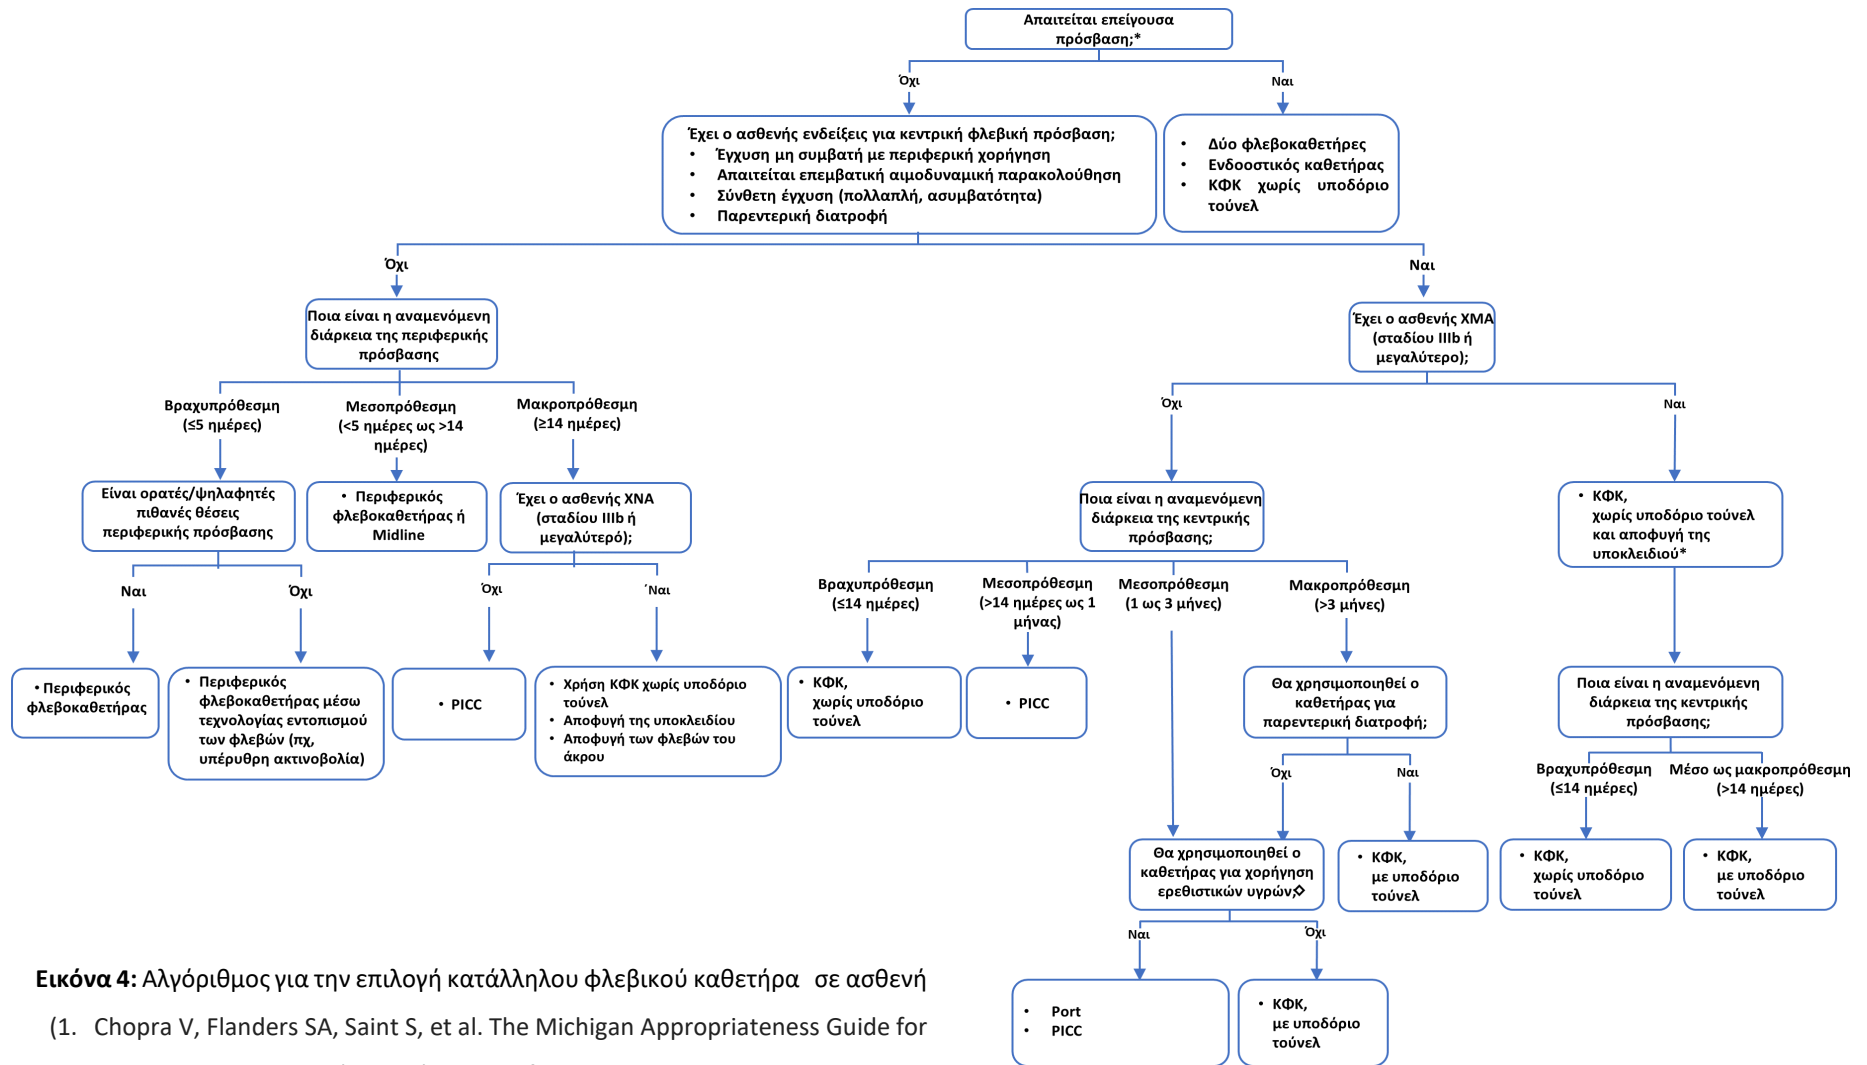 Απαιτείται επείγουσα
πρόσβαση;*
Όχι
Ναι
Έχει ο ασθενής ενδείξεις για κεντρική φλεβική πρόσβαση;
• Έγχυση μη συμβατή με περιφερική χορήγηση
• Απαιτείται επεμβατική αιμοδυναμική παρακολούθηση
• Σύνθετη έγχυση (πολλαπλή, ασυμβατότητα)
• Παρεντερική διατροφή
• Δύο φλεβοκαθετήρες
• Ενδοοστικός καθετήρας
• ΚΦΚ χωρίς υποδόριο
τούνελ
Όχι
Ναι
Ποια είναι η αναμενόμενη
διάρκεια της περιφερικής
πρόσβασης
Έχει ο ασθενής ΧΜΑ
(σταδίου IIIb ή
μεγαλύτερο);
Βραχυπρόθεσμη
(≤5 ημέρες)
Μεσοπρόθεσμη
(<5 ημέρες ως >14
ημέρες)
Μακροπρόθεσμη
(≥14 ημέρες)
Όχι
Ναι
Είναι ορατές/ψηλαφητές
πιθανές θέσεις
περιφερικής πρόσβασης
• Περιφερικός
φλεβοκαθετήρας ή
Midline
Έχει ο ασθενής ΧΝΑ
(σταδίου IIIb ή
μεγαλύτερό);
Ποια είναι η αναμενόμενη
διάρκεια της κεντρικής
πρόσβασης;
• ΚΦΚ,
χωρίς υποδόριο τούνελ
και αποφυγή της
υποκλειδιού*
Ναι
Όχι
Όχι
΄Ναι
Βραχυπρόθεσμη
(≤14 ημέρες)
Μεσοπρόθεσμη
(>14 ημέρες ως 1
μήνας)
Μεσοπρόθεσμη
(1 ως 3 μήνες)
Μακροπρόθεσμη
(>3 μήνες)
• Περιφερικός
φλεβοκαθετήρας
• Περιφερικός
φλεβοκαθετήρας μέσω
τεχνολογίας εντοπισμού
των φλεβών (πχ,
υπέρυθρη ακτινοβολία)
• PICC
• Χρήση ΚΦΚ χωρίς υποδόριο
τούνελ
• Αποφυγή της υποκλειδίου
• Αποφυγή των φλεβών του
άκρου
• ΚΦΚ,
χωρίς υποδόριο
τούνελ
• PICC
Θα χρησιμοποιηθεί ο
καθετήρας για
παρεντερική διατροφή;
Ποια είναι η αναμενόμενη
διάρκεια της κεντρικής
πρόσβασης;
Όχι
Ναι
Βραχυπρόθεσμη
(≤14 ημέρες)
Μέσο ως μακροπρόθεσμη
(>14 ημέρες)
Θα χρησιμοποιηθεί ο
καθετήρας για χορήγηση
ερεθιστικών υγρών;◊
• ΚΦΚ,
με υποδόριο
τούνελ
• ΚΦΚ,
χωρίς υποδόριο
τούνελ
• ΚΦΚ,
με υποδόριο
τούνελ
Ναι
Όχι
• Port
• PICC
• ΚΦΚ,
με υποδόριο
τούνελ
Εικόνα 4: Αλγόριθμος για την επιλογή κατάλληλου φλεβικού καθετήρα σε ασθενή
(1. Chopra V, Flanders SA, Saint S, et al. The Michigan Appropriateness Guide for